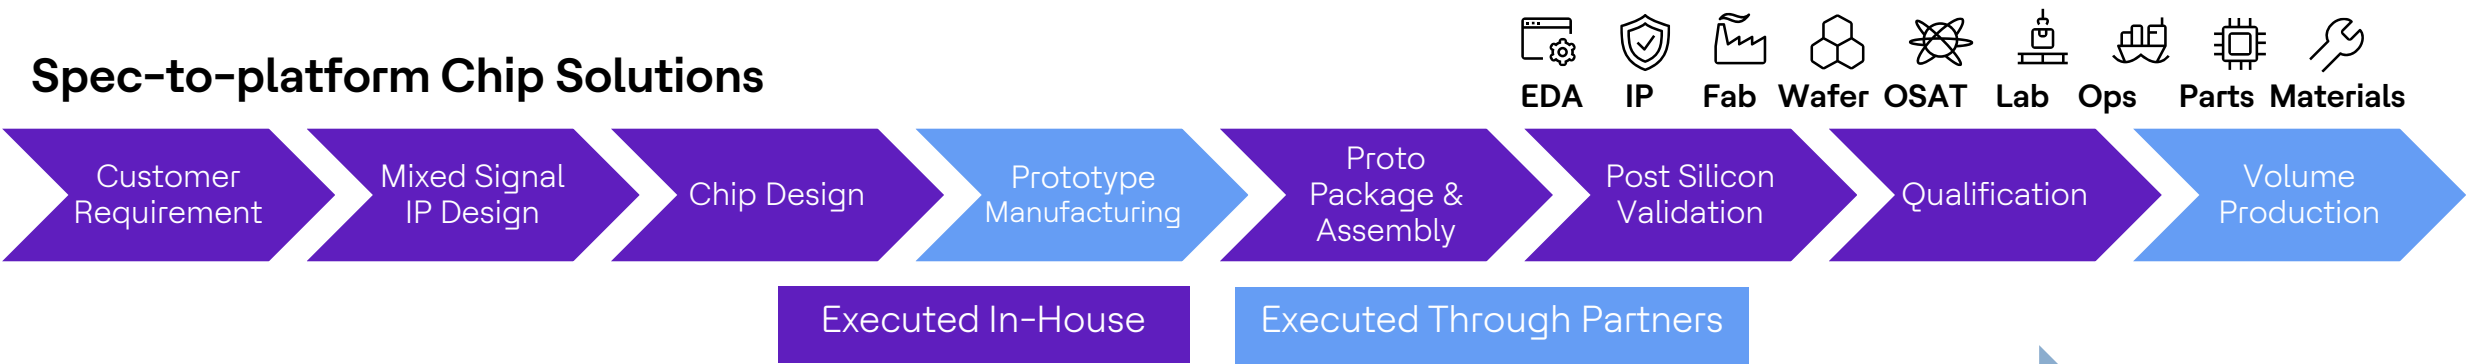 Spec-to-platform Chip Solutions
EDA IP Fab Wafer OSAT Lab Ops Parts Materials
Customer
Requirement
Mixed Signal
IP Design
Chip Design
Prototype
Manufacturing
Proto
Package &
Assembly
Post Silicon
Validation
Qualification
Volume
Production
Executed In-House
Executed Through Partners